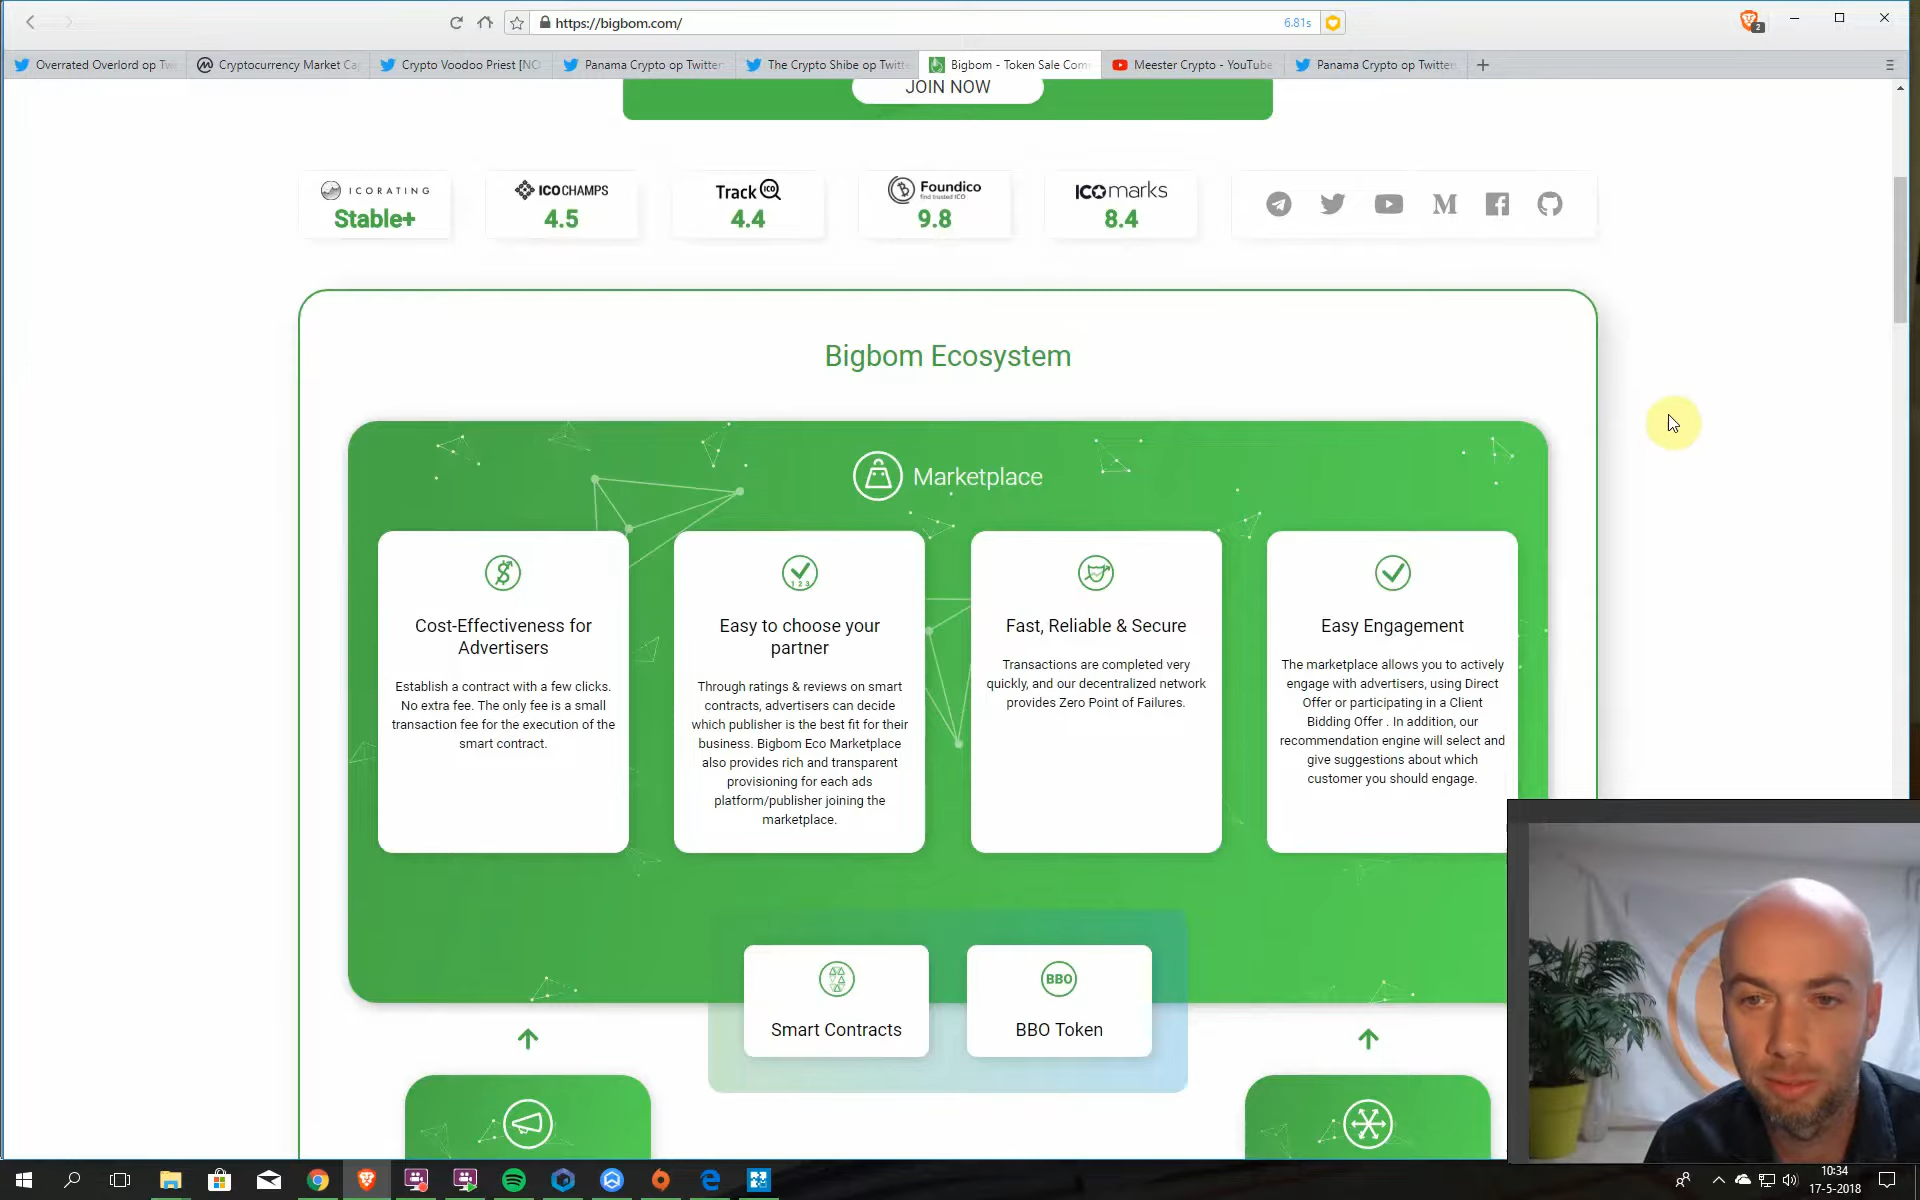 https://bigbom.com/
6.81s
2
Overrated Overlord op Tw
Cryptocurrency Market Ca
Crypto Voodoo Priest [NO
Panama Crypto op Twitter
The Crypto Shibe op Twitt
Bigbom - Token Sale Com
Meester Crypto - YouTube
Panama Crypto op Twitter
JOIN NOW
ICORATING
Stable+
ICOCHAMPS
4.5
Track ICO
4.4
Foundico
Find trusted ICO
9.8
ICOmarks
8.4
Bigbom Ecosystem
Marketplace
Cost-Effectiveness for
Advertisers
Establish a contract with a few clicks.
No extra fee. The only fee is a small
transaction fee for the execution of the
smart contract.
1 2 3
Easy to choose your
partner
Through ratings & reviews on smart
contracts, advertisers can decide
which publisher is the best fit for their
business. Bigbom Eco Marketplace
also provides rich and transparent
provisioning for each ads
platform/publisher joining the
marketplace.
Fast, Reliable & Secure
Transactions are completed very
quickly, and our decentralized network
provides Zero Point of Failures.
Easy Engagement
The marketplace allows you to actively
engage with advertisers, using Direct
Offer or participating in a Client
Bidding Offer . In addition, our
recommendation engine will select and
give suggestions about which
customer you should engage.
Smart Contracts
BBO
BBO Token
10:34
17-5-2018